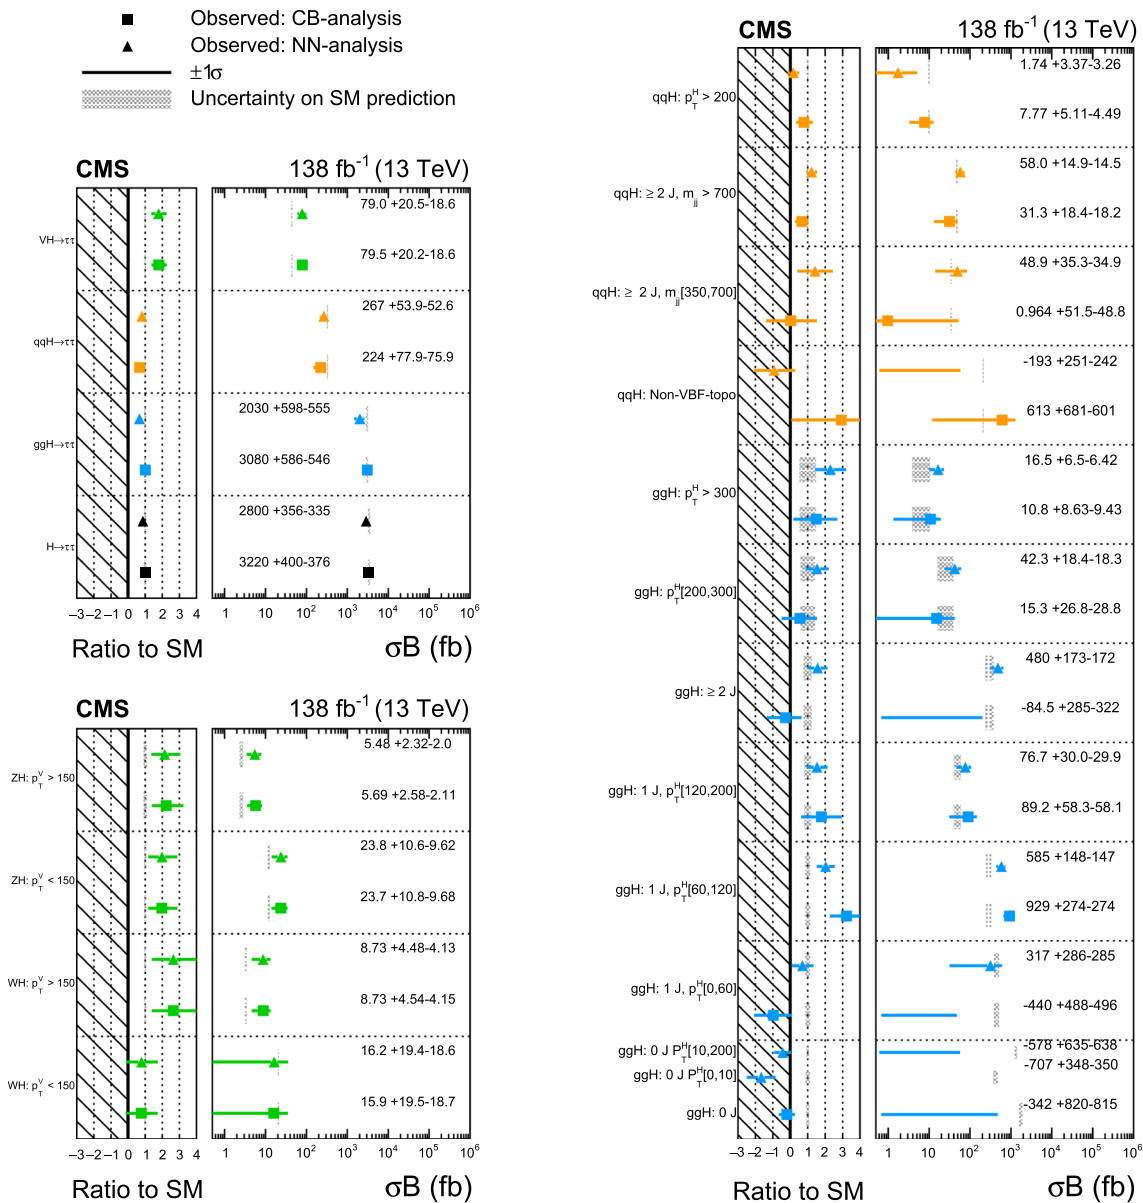 Observed: CB-analysis
Observed: NN-analysis
±1σ
Uncertainty on SM prediction
CMS 138 fb⁻¹ (13 TeV)
VH→ττ
79.0 +20.5-18.6
79.5 +20.2-18.6
qqH→ττ
267 +53.9-52.6
224 +77.9-75.9
ggH→ττ
2030 +598-555
3080 +586-546
H→ττ
2800 +356-335
3220 +400-376
−3 −2 −1 0 1 2 3 4 1 10 10² 10³ 10⁴ 10⁵ 10⁶
Ratio to SM σB (fb)
CMS 138 fb⁻¹ (13 TeV)
ZH: p_T^V > 150
5.48 +2.32-2.0
5.69 +2.58-2.11
ZH: p_T^V < 150
23.8 +10.6-9.62
23.7 +10.8-9.68
WH: p_T^V > 150
8.73 +4.48-4.13
8.73 +4.54-4.15
WH: p_T^V < 150
16.2 +19.4-18.6
15.9 +19.5-18.7
−3 −2 −1 0 1 2 3 4 1 10 10² 10³ 10⁴ 10⁵ 10⁶
Ratio to SM σB (fb)
CMS 138 fb⁻¹ (13 TeV)
qqH: p_T^H > 200
1.74 +3.37-3.26
7.77 +5.11-4.49
qqH: ≥ 2 J, m_jj > 700
58.0 +14.9-14.5
31.3 +18.4-18.2
qqH: ≥ 2 J, m_jj[350,700]
48.9 +35.3-34.9
0.964 +51.5-48.8
qqH: Non-VBF-topo
-193 +251-242
613 +681-601
ggH: p_T^H > 300
16.5 +6.5-6.42
10.8 +8.63-9.43
ggH: p_T^H[200,300]
42.3 +18.4-18.3
15.3 +26.8-28.8
ggH: ≥ 2 J
480 +173-172
-84.5 +285-322
ggH: 1 J, p_T^H[120,200]
76.7 +30.0-29.9
89.2 +58.3-58.1
ggH: 1 J, p_T^H[60,120]
585 +148-147
929 +274-274
ggH: 1 J, p_T^H[0,60]
317 +286-285
-440 +488-496
ggH: 0 J P_T^H[10,200]
-578 +635-638
ggH: 0 J P_T^H[0,10]
-707 +348-350
ggH: 0 J
-342 +820-815
−3 −2 −1 0 1 2 3 4 1 10 10² 10³ 10⁴ 10⁵ 10⁶
Ratio to SM σB (fb)